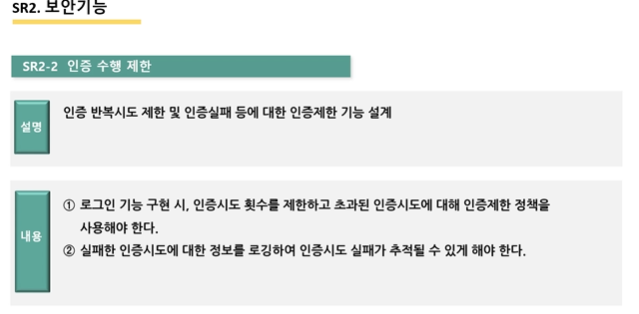 SR2. 보안기능
SR2-2 인증 수행 제한
설명
인증 반복시도 제한 및 인증실패 등에 대한 인증제한 기능 설계
내용
① 로그인 기능 구현 시, 인증시도 횟수를 제한하고 초과된 인증시도에 대해 인증제한 정책을
사용해야 한다.
② 실패한 인증시도에 대한 정보를 로깅하여 인증시도 실패가 추적될 수 있게 해야 한다.